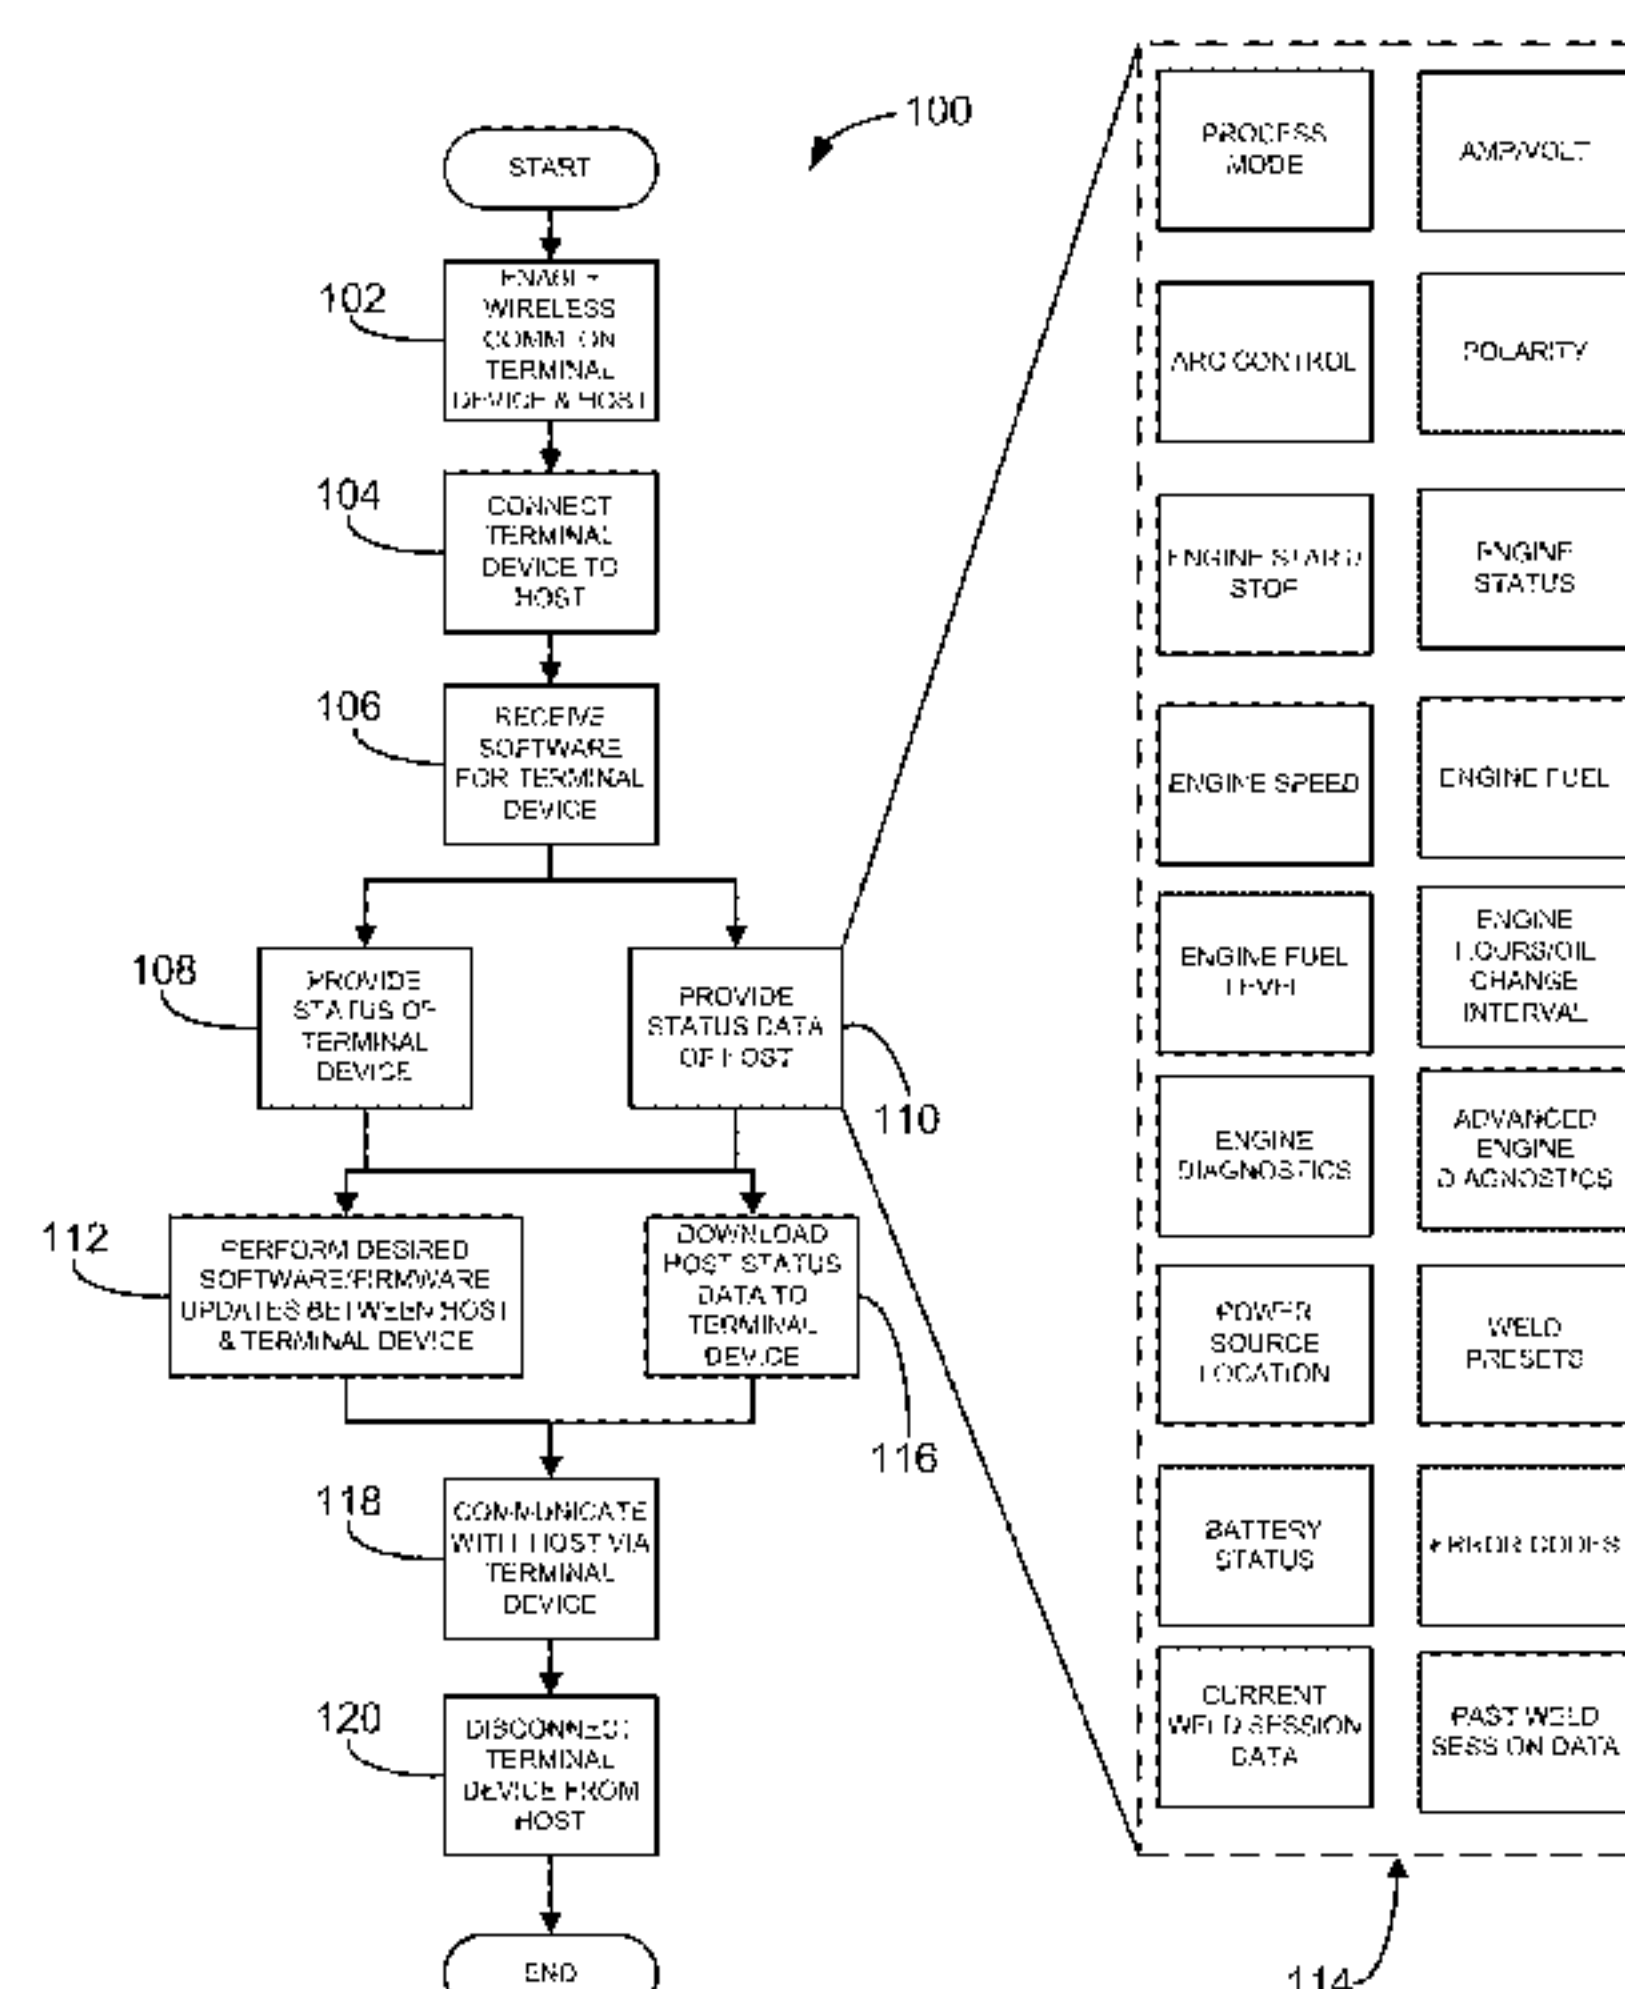 100
START
102
ENABLE
WIRELESS
COMM. ON
TERMINAL
DEVICE & HOST
104
CONNECT
TERMINAL
DEVICE TO
HOST
106
RECEIVE
SOFTWARE
FOR TERMINAL
DEVICE
108
PROVIDE
STATUS OF
TERMINAL
DEVICE
PROVIDE
STATUS DATA
OF HOST
110
112
PERFORM DESIRED
SOFTWARE/FIRMWARE
UPDATES BETWEEN HOST
& TERMINAL DEVICE
DOWNLOAD
HOST STATUS
DATA TO
TERMINAL
DEVICE
116
118
COMMUNICATE
WITH HOST VIA
TERMINAL
DEVICE
120
DISCONNECT
TERMINAL
DEVICE FROM
HOST
END
PROCESS
MODE
AMP/VOLT
ARC CONTROL
POLARITY
ENGINE START/
STOP
ENGINE
STATUS
ENGINE SPEED
ENGINE FUEL
ENGINE FUEL
LEVEL
ENGINE
HOURS/OIL
CHANGE
INTERVAL
ENGINE
DIAGNOSTICS
ADVANCED
ENGINE
DIAGNOSTICS
POWER
SOURCE
LOCATION
WELD
PRESETS
BATTERY
STATUS
ERROR CODES
CURRENT
WELD SESSION
DATA
PAST WELD
SESSION DATA
114